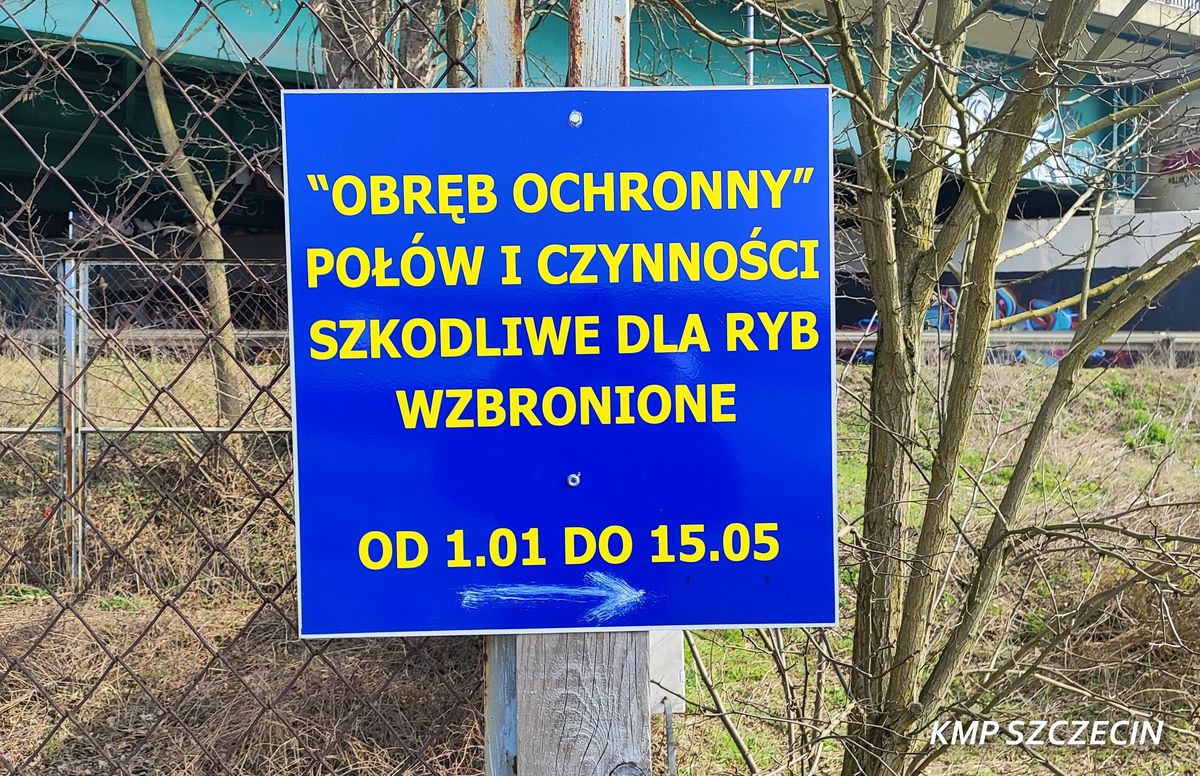 “OBRĘB OCHRONNY”
POŁÓW I CZYNNOŚCI
SZKODLIWE DLA RYB
WZBRONIONE
OD 1.01 DO 15.05
KMP SZCZECIN